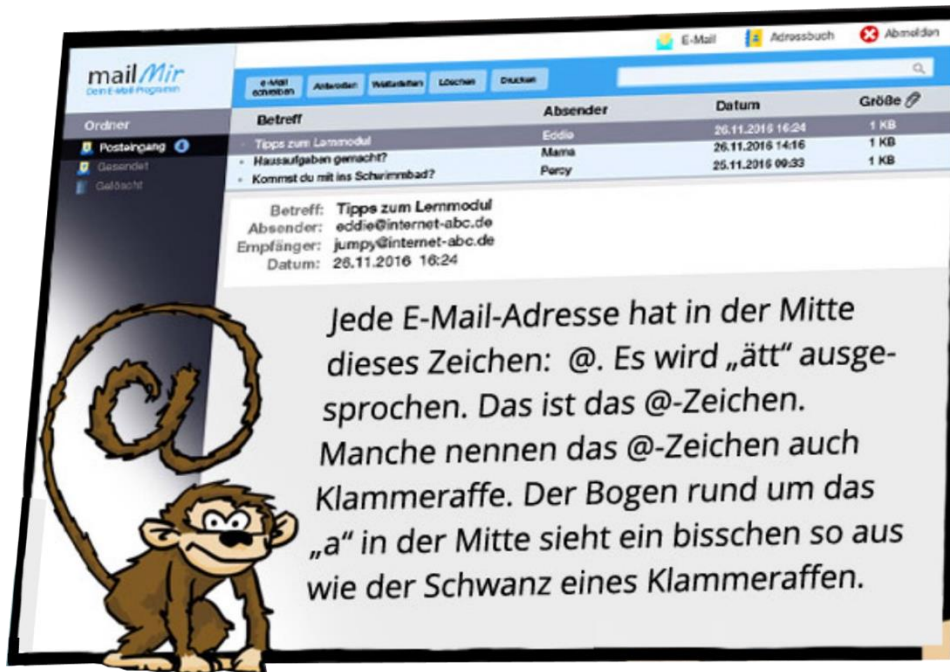 E-Mail Adressbuch Abmelden
mail Mir
Dein E-Mail-Programm
e-Mail schreiben Antworten Weiterleiten Löschen Drucken
Ordner
Posteingang 4
Gesendet
Gelöscht
Betreff Absender Datum Größe
Tipps zum Lernmodul Eddie 26.11.2016 16:24 1 KB
Hausaufgaben gemacht? Mama 26.11.2016 14:16 1 KB
Kommst du mit ins Schwimmbad? Percy 25.11.2016 09:33 1 KB
Betreff: Tipps zum Lernmodul
Absender: eddie@internet-abc.de
Empfänger: jumpy@internet-abc.de
Datum: 26.11.2016 16:24
Jede E-Mail-Adresse hat in der Mitte
dieses Zeichen: @. Es wird „ätt“ ausge-
sprochen. Das ist das @-Zeichen.
Manche nennen das @-Zeichen auch
Klammeraffe. Der Bogen rund um das
„a“ in der Mitte sieht ein bisschen so aus
wie der Schwanz eines Klammeraffen.